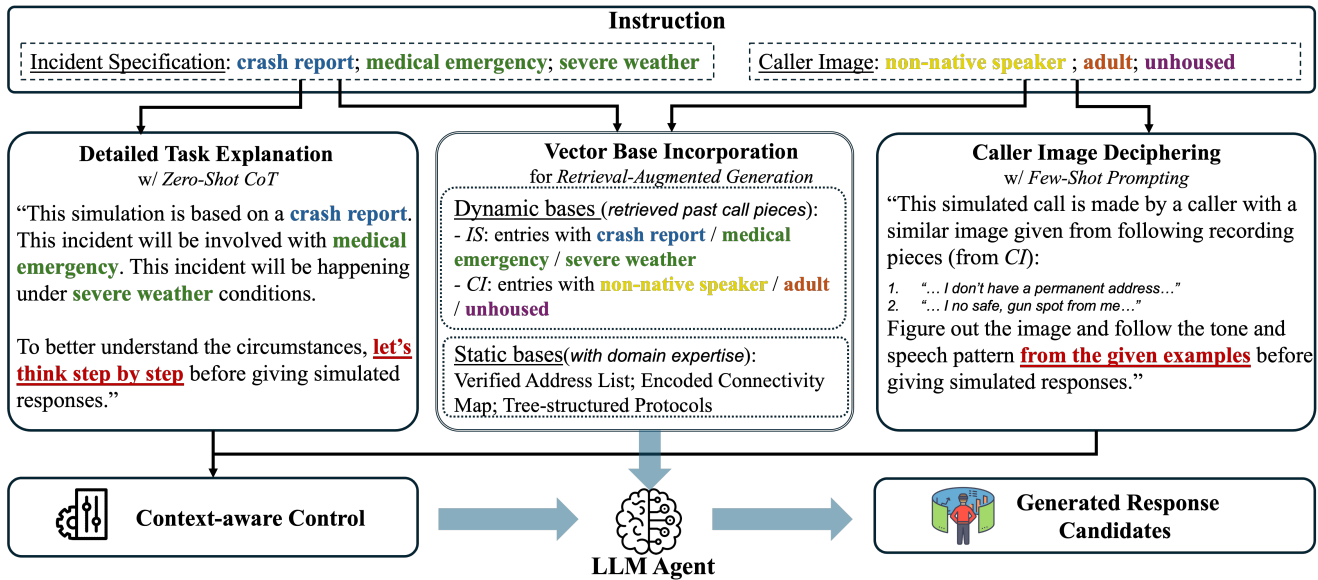 Instruction
Incident Specification: crash report; medical emergency; severe weather
Caller Image: non-native speaker ; adult; unhoused
Detailed Task Explanation
w/ Zero-Shot CoT
“This simulation is based on a crash report.
This incident will be involved with medical
emergency. This incident will be happening
under severe weather conditions.
To better understand the circumstances, let’s
think step by step before giving simulated
responses.”
Vector Base Incorporation
for Retrieval-Augmented Generation
Dynamic bases (retrieved past call pieces):
- IS: entries with crash report / medical
emergency / severe weather
- CI: entries with non-native speaker / adult
/ unhoused
Static bases(with domain expertise):
Verified Address List; Encoded Connectivity
Map; Tree-structured Protocols
Caller Image Deciphering
w/ Few-Shot Prompting
“This simulated call is made by a caller with a
similar image given from following recording
pieces (from CI):
1. “… I don’t have a permanent address…”
2. “… I no safe, gun spot from me…”
Figure out the image and follow the tone and
speech pattern from the given examples before
giving simulated responses.”
Context-aware Control
LLM Agent
Generated Response
Candidates